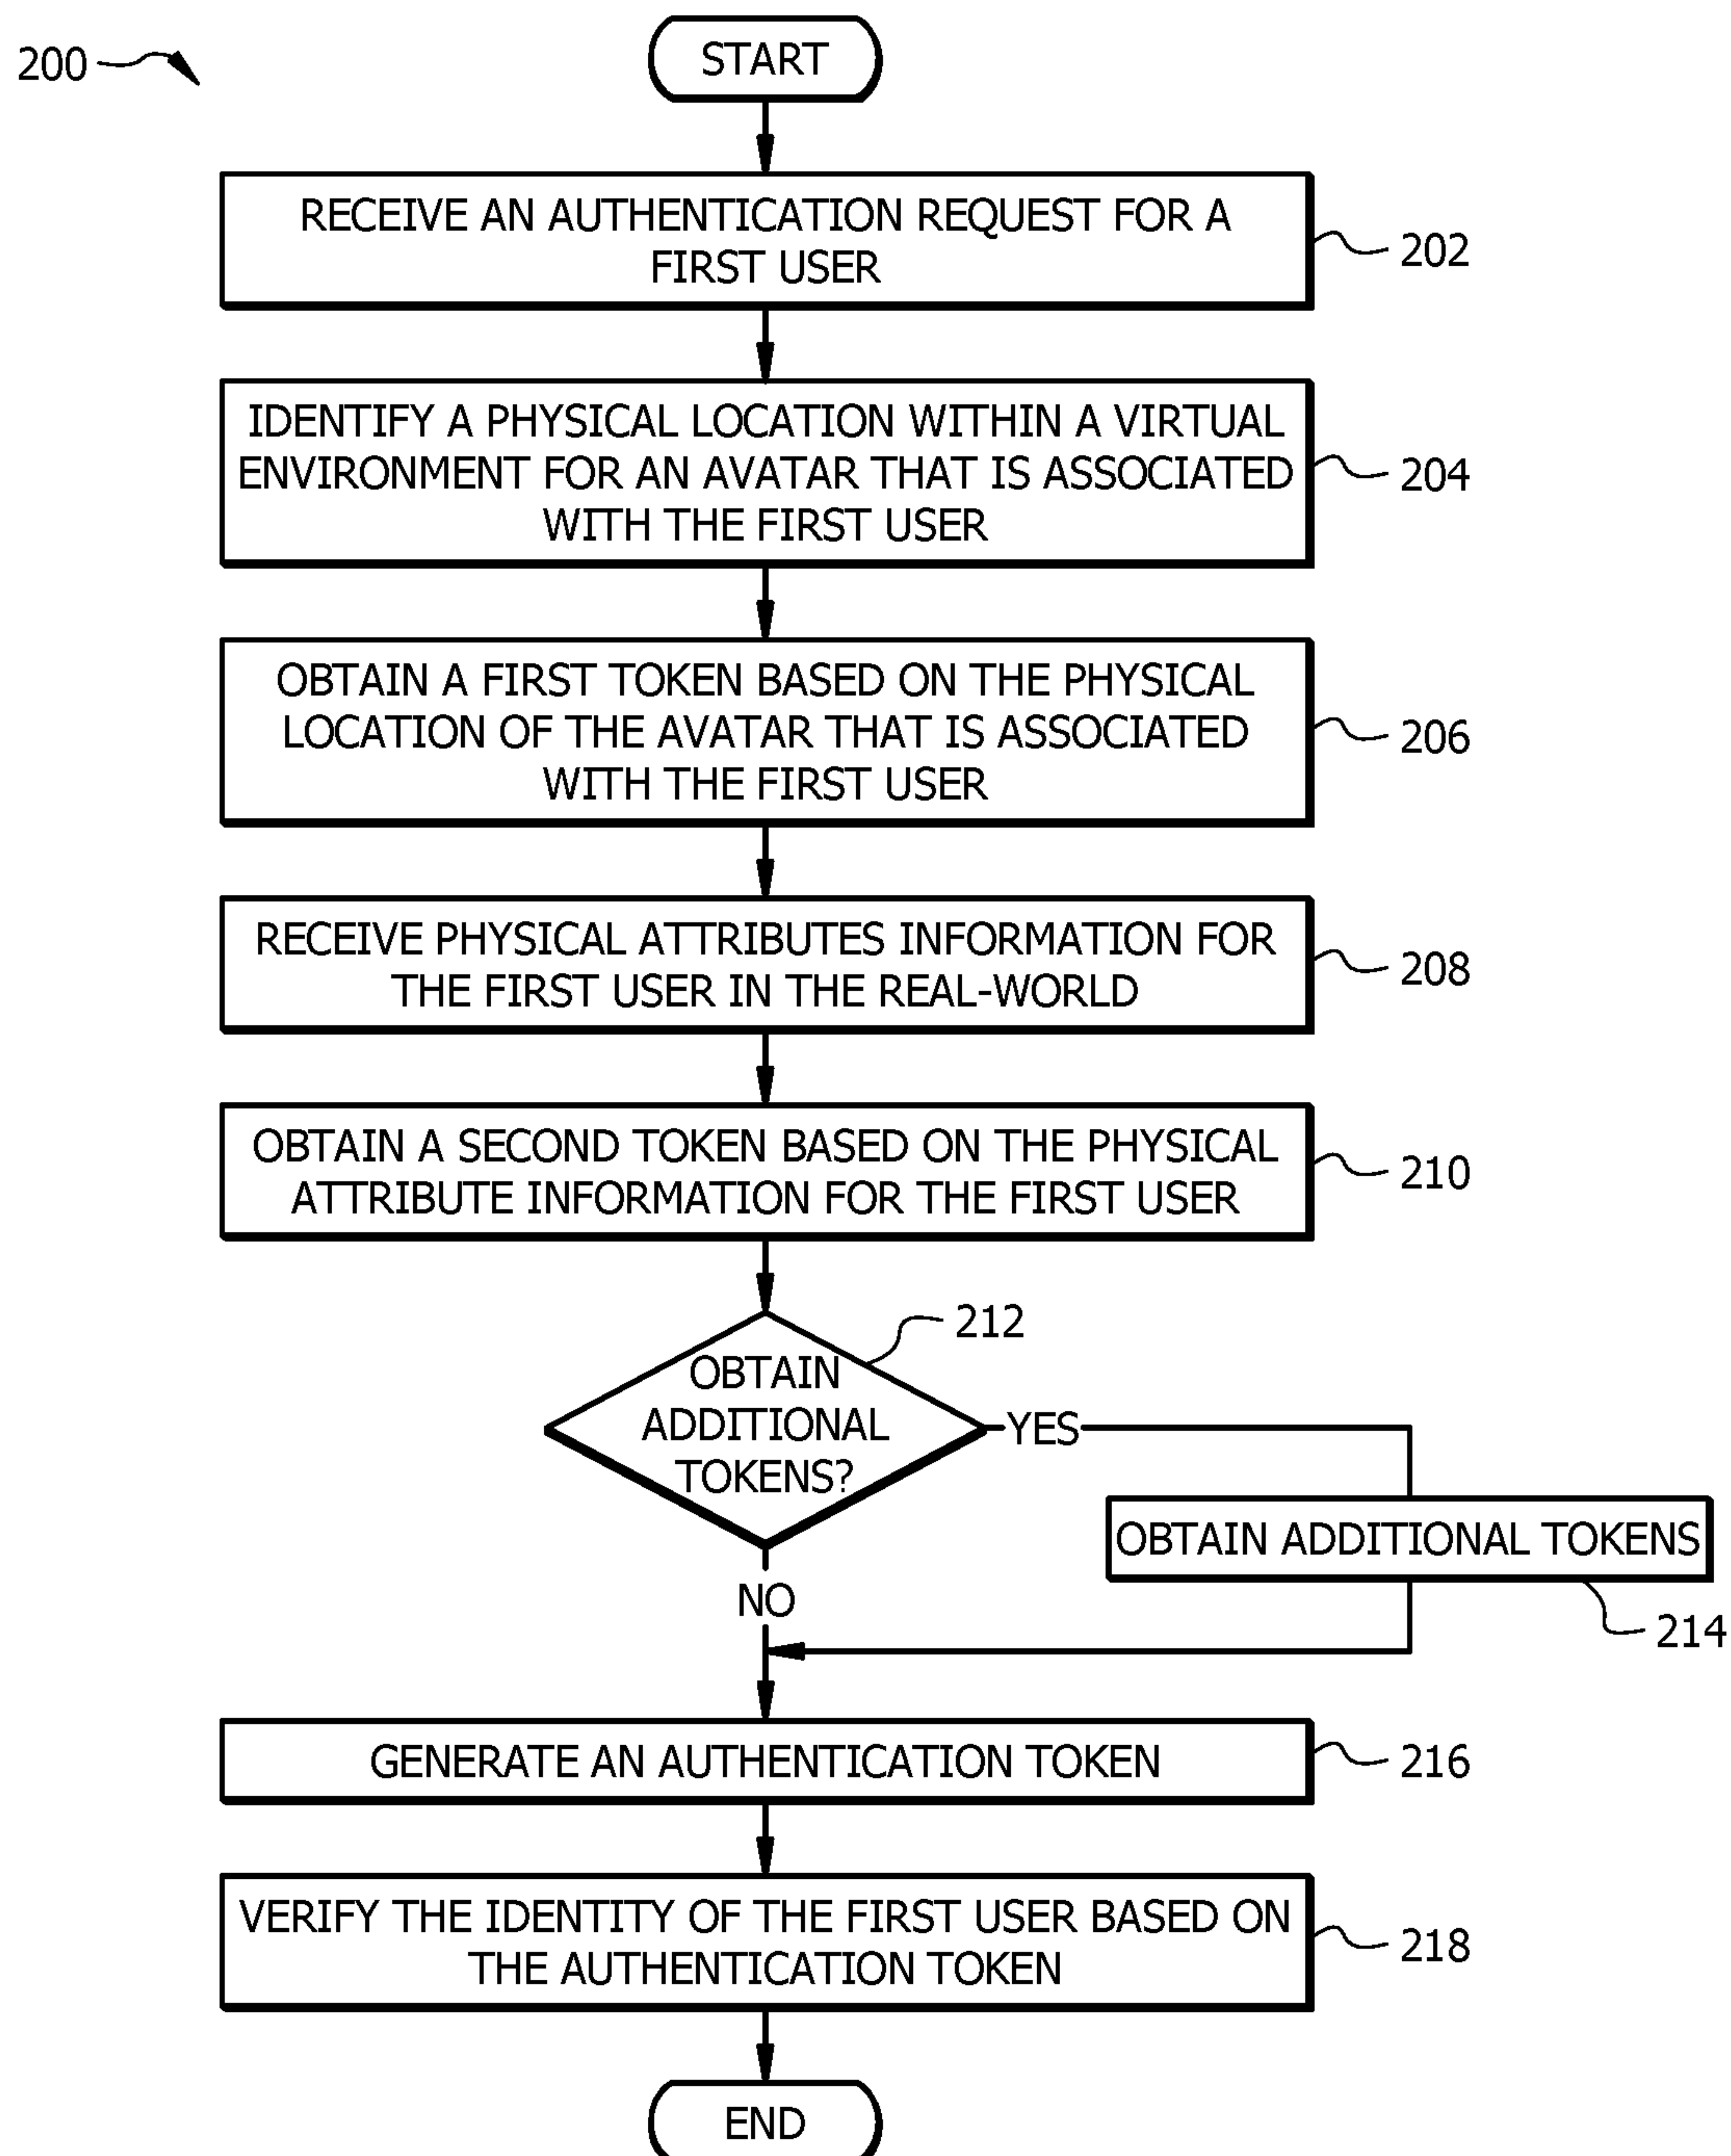 200
START
RECEIVE AN AUTHENTICATION REQUEST FOR A
FIRST USER
202
IDENTIFY A PHYSICAL LOCATION WITHIN A VIRTUAL
ENVIRONMENT FOR AN AVATAR THAT IS ASSOCIATED
WITH THE FIRST USER
204
OBTAIN A FIRST TOKEN BASED ON THE PHYSICAL
LOCATION OF THE AVATAR THAT IS ASSOCIATED
WITH THE FIRST USER
206
RECEIVE PHYSICAL ATTRIBUTES INFORMATION FOR
THE FIRST USER IN THE REAL-WORLD
208
OBTAIN A SECOND TOKEN BASED ON THE PHYSICAL
ATTRIBUTE INFORMATION FOR THE FIRST USER
210
212
OBTAIN
ADDITIONAL
TOKENS?
YES
OBTAIN ADDITIONAL TOKENS
214
NO
GENERATE AN AUTHENTICATION TOKEN
216
VERIFY THE IDENTITY OF THE FIRST USER BASED ON
THE AUTHENTICATION TOKEN
218
END